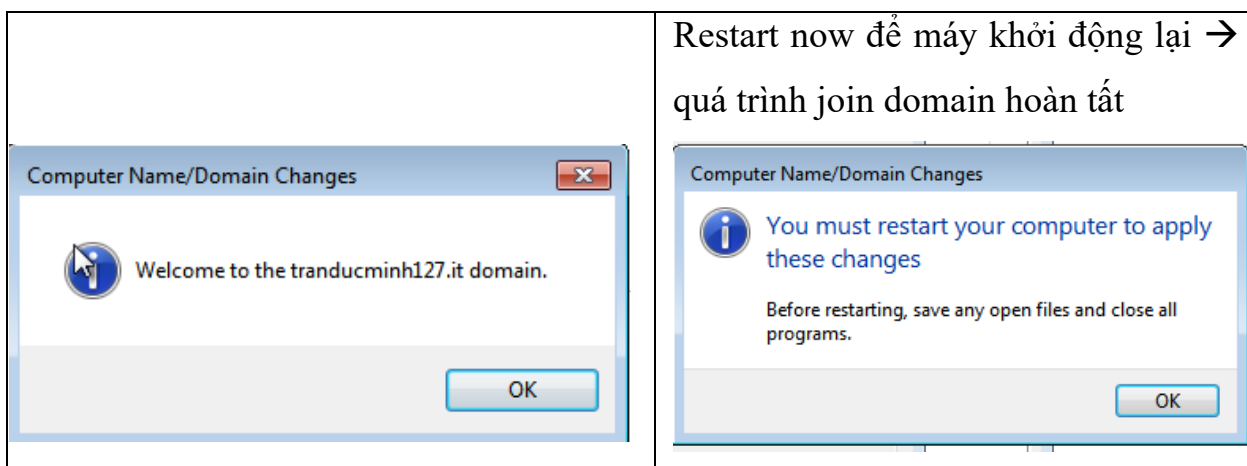 Restart now để máy khởi động lại →
quá trình join domain hoàn tất
Computer Name/Domain Changes
Welcome to the tranducminh127.it domain.
OK
Computer Name/Domain Changes
You must restart your computer to apply
these changes
Before restarting, save any open files and close all
programs.
OK